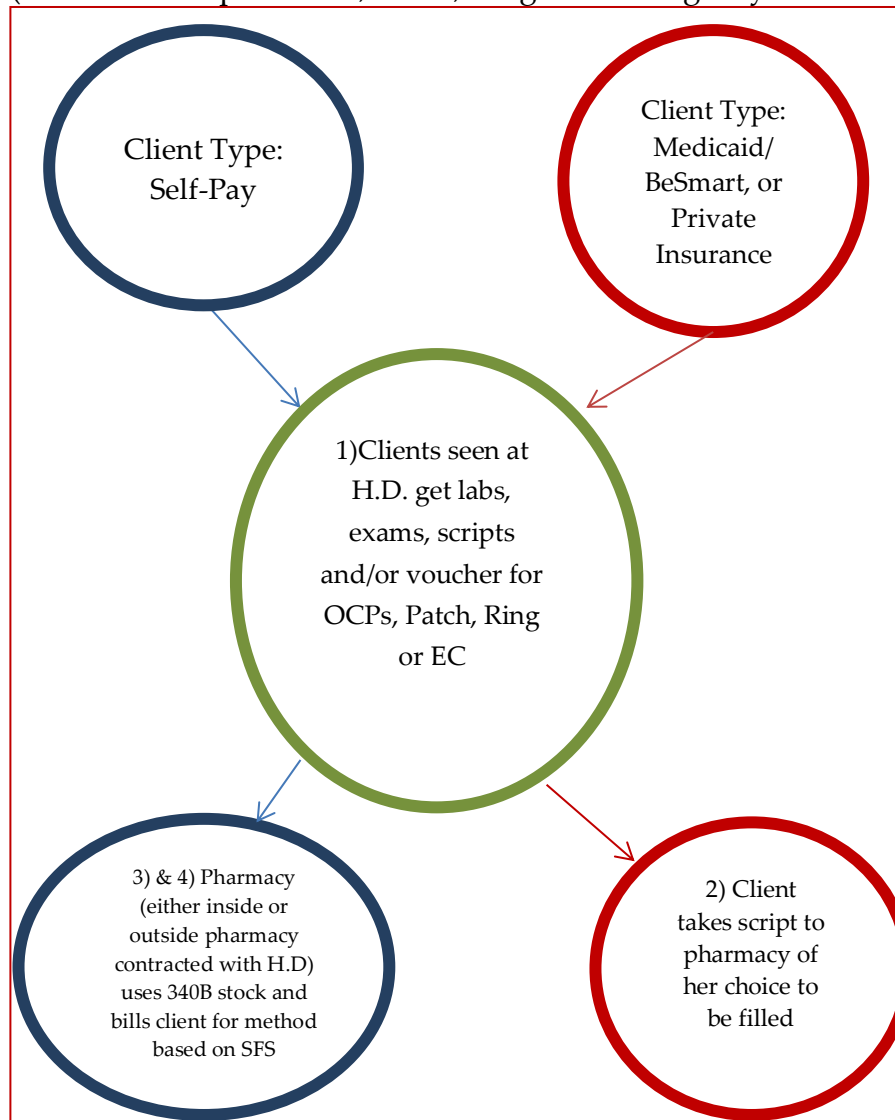 Client Type:
Self-Pay
Client Type:
Medicaid/
BeSmart, or
Private
Insurance
1)Clients seen at
H.D. get labs,
exams, scripts
and/or voucher for
OCPs, Patch, Ring
or EC
3) & 4) Pharmacy
(either inside or
outside pharmacy
contracted with H.D)
uses 340B stock and
bills client for method
based on SFS
2) Client
takes script to
pharmacy of
her choice to
be filled